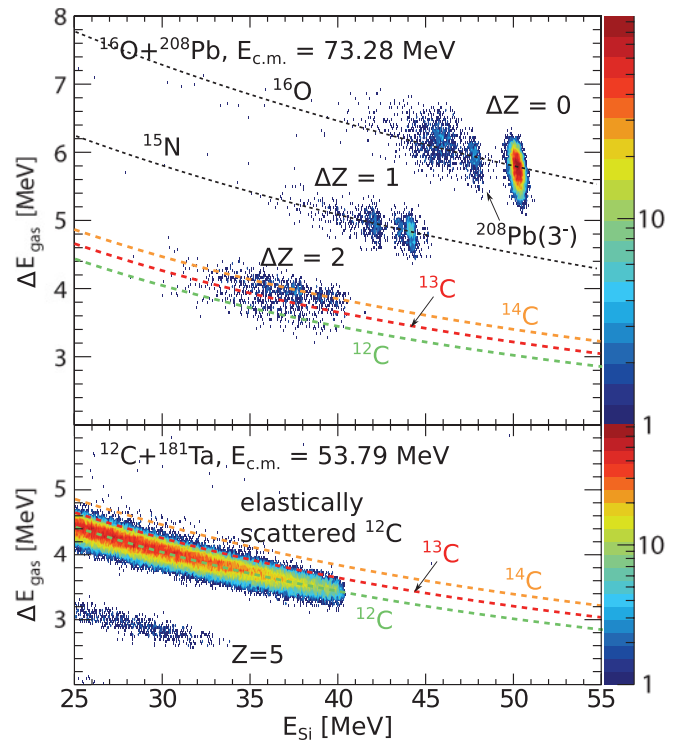 8
¹⁶O+²⁰⁸Pb, E_c.m. = 73.28 MeV
7
¹⁶O
ΔZ = 0
¹⁵N
6
ΔZ = 1
²⁰⁸Pb(3⁻)
10
5
ΔZ = 2
¹³C
¹⁴C
4
¹²C
3
ΔE_gas [MeV]
1
¹²C+¹⁸¹Ta, E_c.m. = 53.79 MeV
5
elastically
scattered ¹²C
¹³C
¹⁴C
10
4
¹²C
3
Z=5
ΔE_gas [MeV]
1
25 30 35 40 45 50 55
E_Si [MeV]